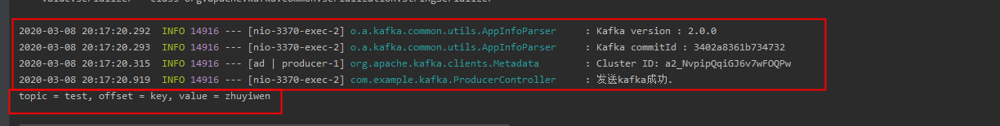 value.serializer = class org.apache.kafka.common.serialization.StringSerializer
2020-03-08 20:17:20.292 INFO 14916 --- [nio-3370-exec-2] o.a.kafka.common.utils.AppInfoParser : Kafka version : 2.0.0
2020-03-08 20:17:20.293 INFO 14916 --- [nio-3370-exec-2] o.a.kafka.common.utils.AppInfoParser : Kafka commitId : 3402a8361b734732
2020-03-08 20:17:20.315 INFO 14916 --- [ad | producer-1] org.apache.kafka.clients.Metadata : Cluster ID: a2_NvpipQqiGJ6v7wFOQPw
2020-03-08 20:17:20.919 INFO 14916 --- [nio-3370-exec-2] com.example.kafka.ProducerController : 发送kafka成功.
topic = test, offset = key, value = zhuyiwen